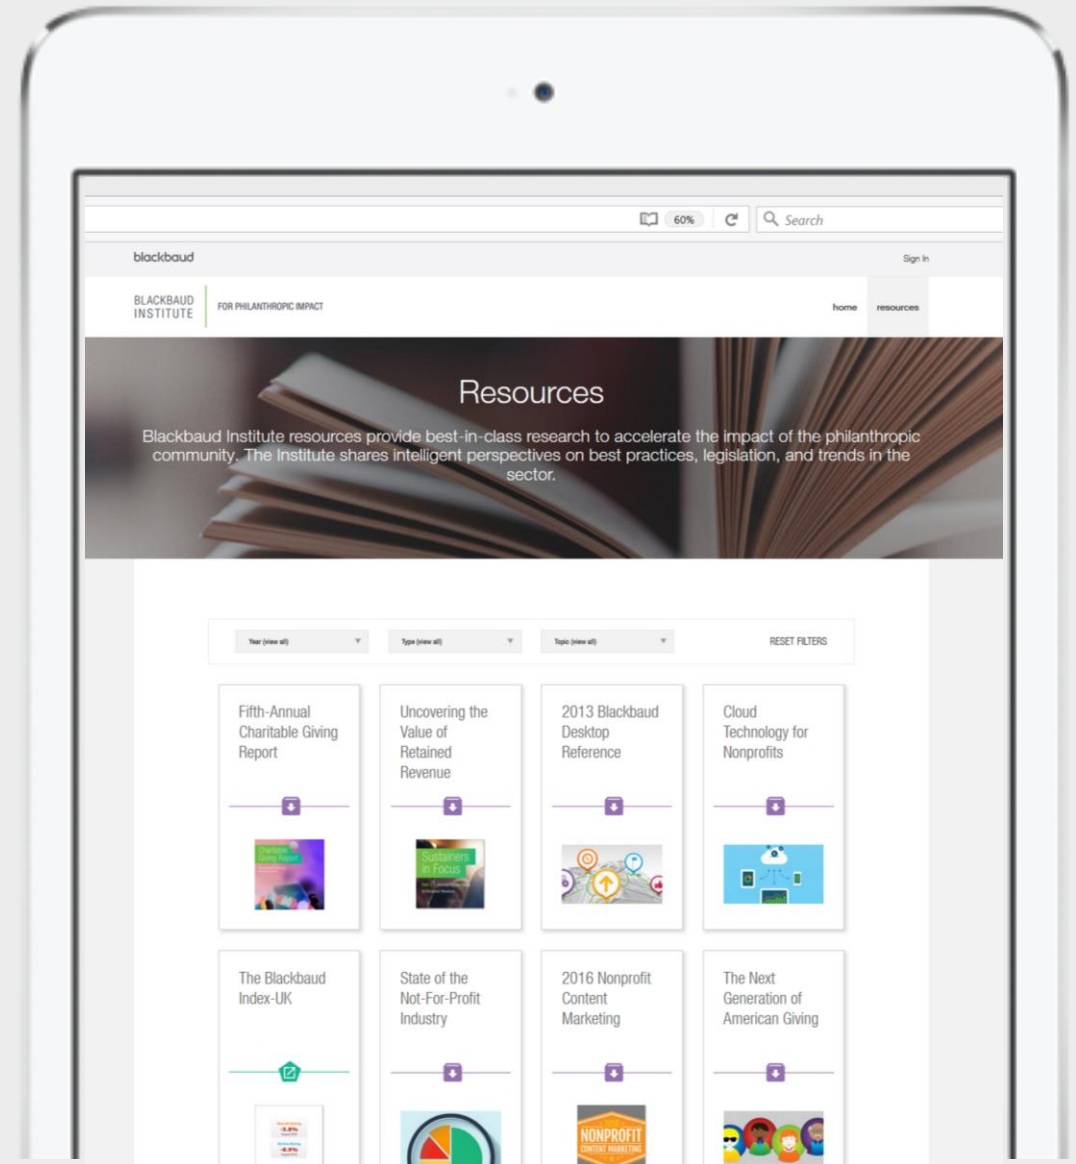 60%
Search
blackbaud
Sign In
BLACKBAUD
INSTITUTE
FOR PHILANTHROPIC IMPACT
home
resources
Resources
Blackbaud Institute resources provide best-in-class research to accelerate the impact of the philanthropic
community. The Institute shares intelligent perspectives on best practices, legislation, and trends in the
sector.
Year (view all)
Type (view all)
Topic (view all)
RESET FILTERS
Fifth-Annual
Charitable Giving
Report
Uncovering the
Value of
Retained
Revenue
2013 Blackbaud
Desktop
Reference
Cloud
Technology for
Nonprofits
Charitable
Giving Report
Sustainers
in Focus
The Blackbaud
Index-UK
State of the
Not-For-Profit
Industry
2016 Nonprofit
Content
Marketing
The Next
Generation of
American Giving
NONPROFIT
CONTENT MARKETING